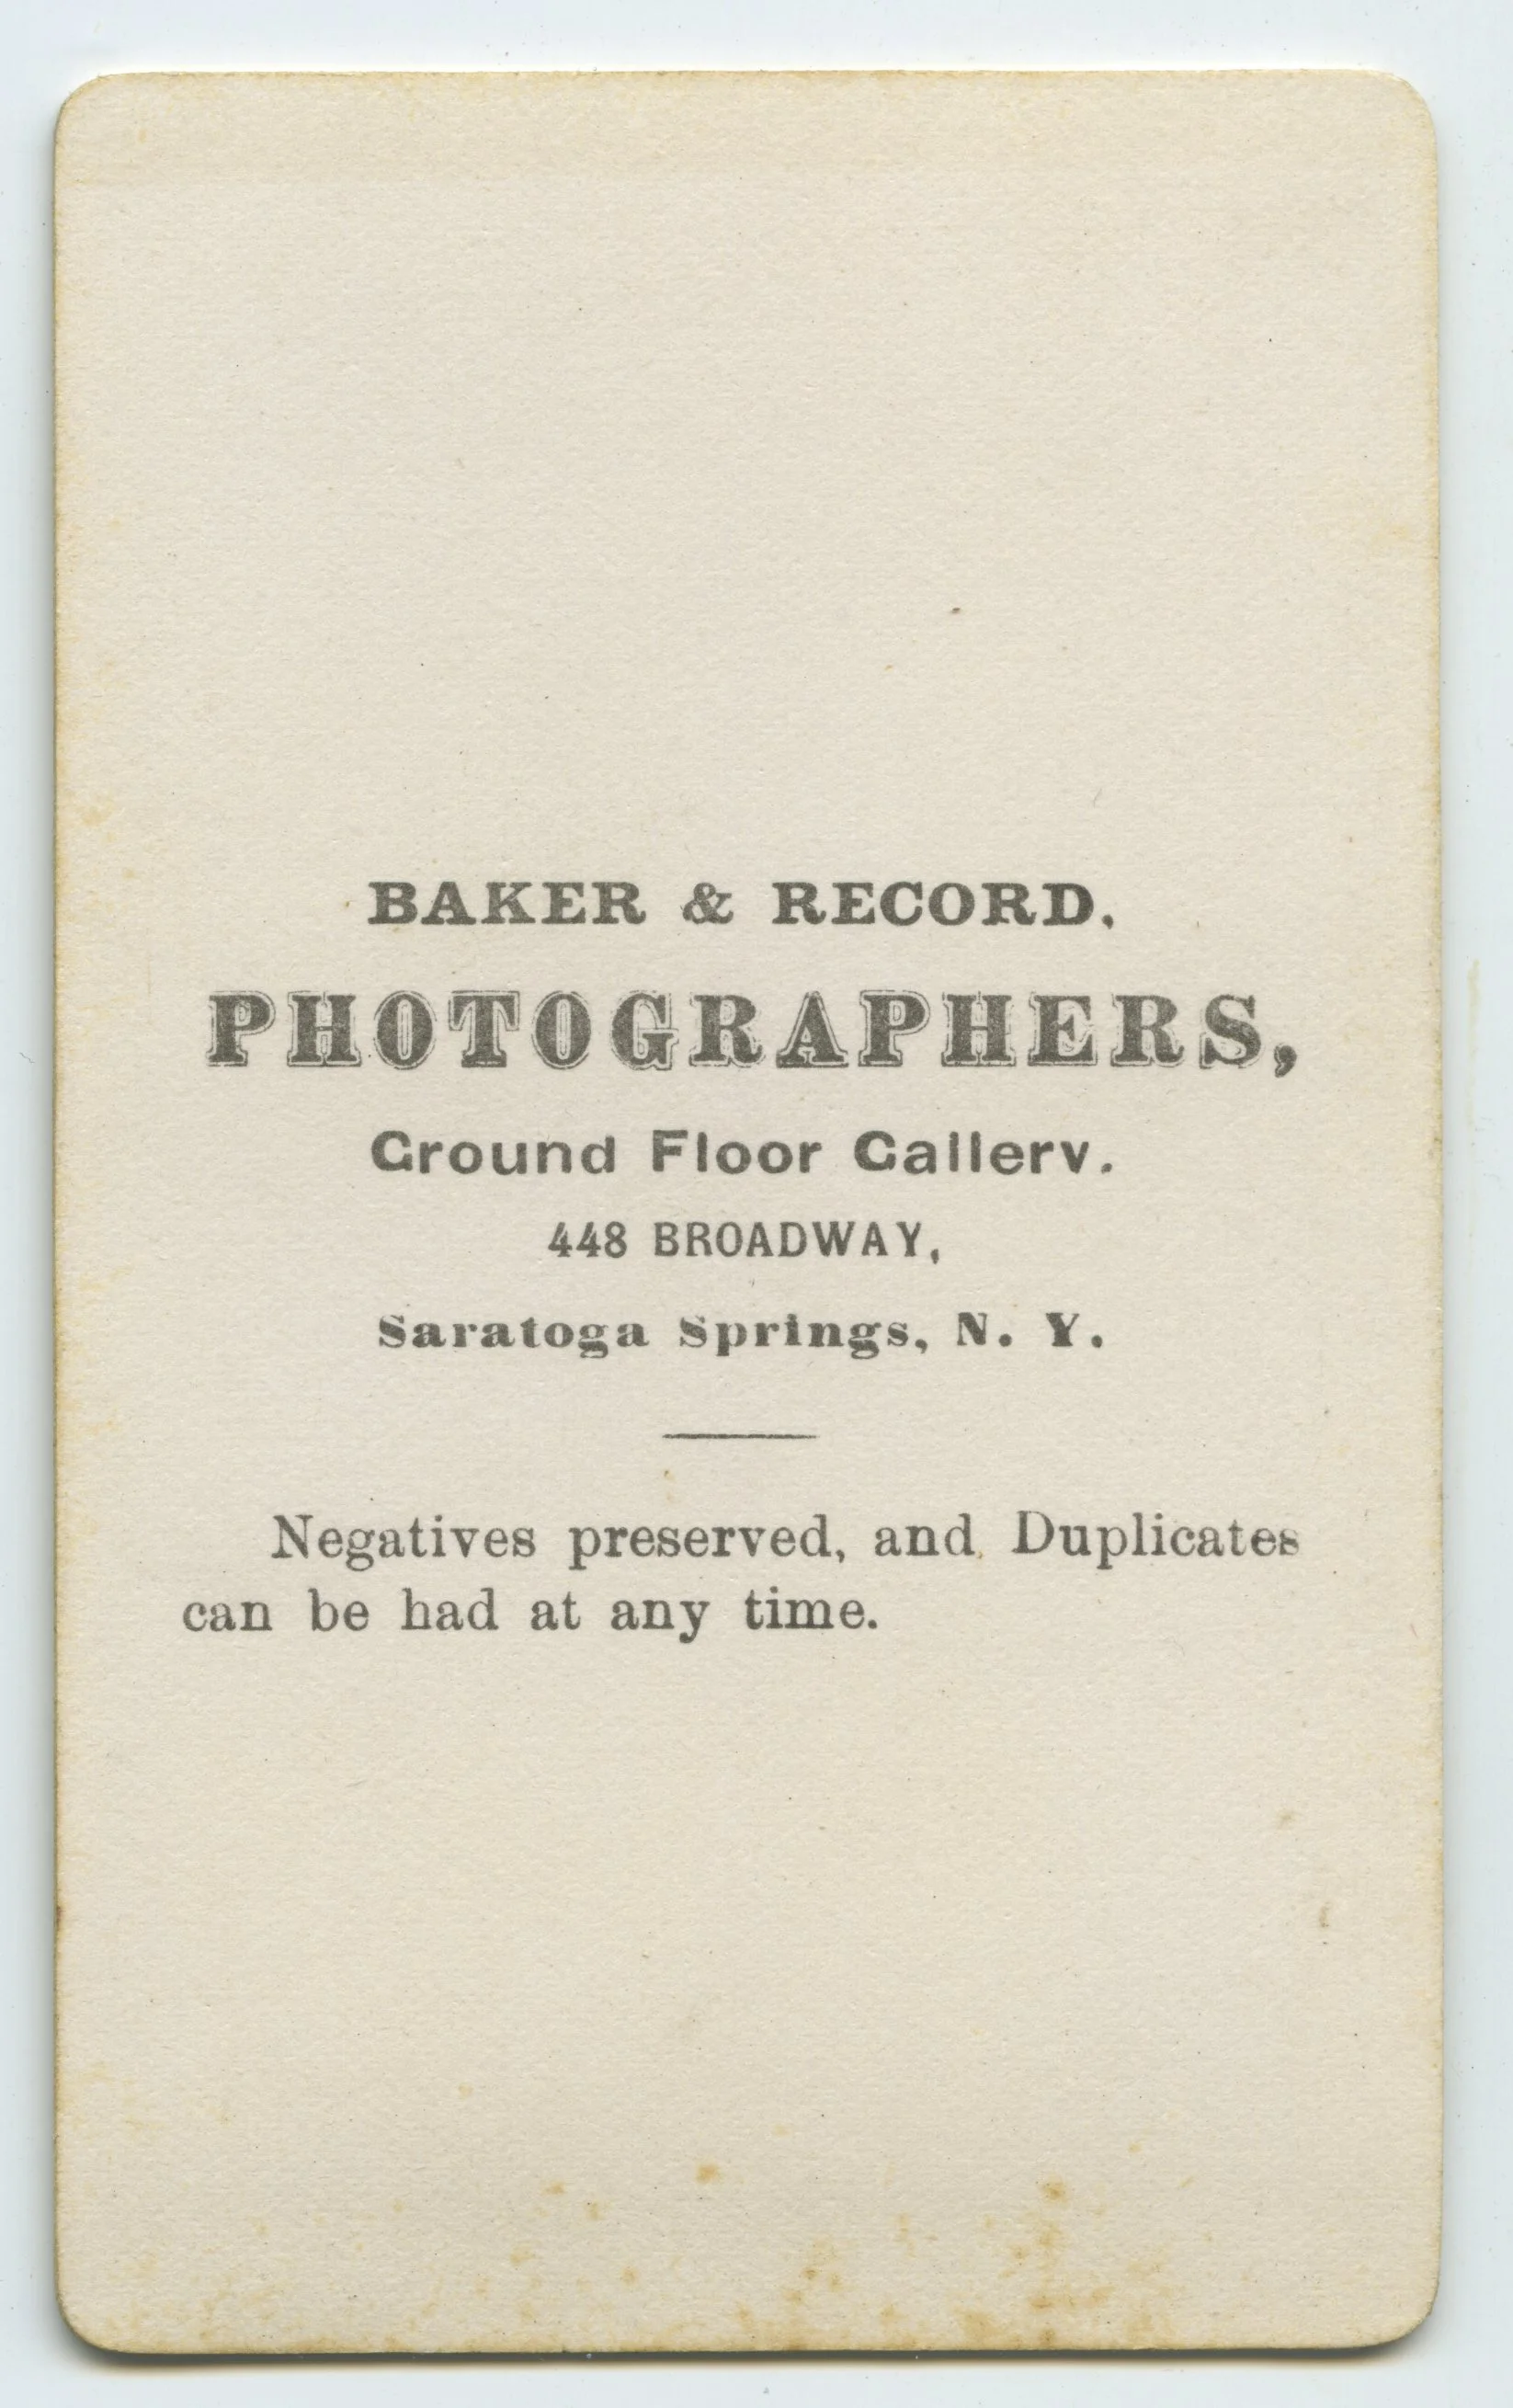 BAKER & RECORD,
PHOTOGRAPHERS,
Ground Floor Gallery.
448 BROADWAY,
Saratoga Springs, N. Y.
Negatives preserved, and Duplicates
can be had at any time.